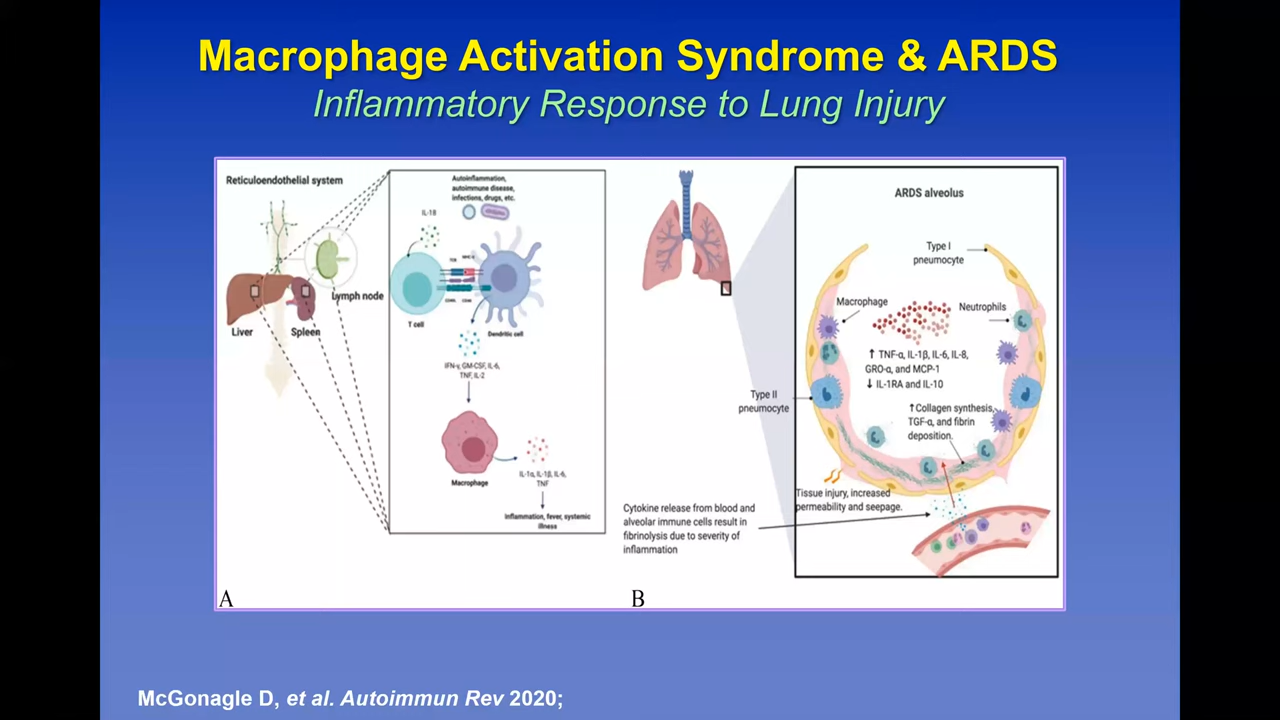 Macrophage Activation Syndrome & ARDS
Inflammatory Response to Lung Injury
Reticuloendothelial system
Liver
Spleen
Lymph node
Autoinflammation,
autoimmune disease,
infections, drugs, etc.
IL-18
TCR
MHC-II
CD40L
T cell
Dendritic cell
IFN-γ, GM-CSF, IL-6,
TNF, IL-2
Macrophage
IL-1α, IL-1β, IL-6,
TNF
Inflammation, fever, systemic
illness
A
ARDS alveolus
Type I
pneumocyte
Macrophage
Neutrophils
↑ TNF-α, IL-1β, IL-6, IL-8,
GRO-α, and MCP-1
↓ IL-1RA and IL-10
Type II
pneumocyte
↑Collagen synthesis,
TGF-α, and fibrin
deposition.
Tissue injury, increased
permeability and seepage.
Cytokine release from blood and
alveolar immune cells result in
fibrinolysis due to severity of
inflammation
B
McGonagle D, et al. Autoimmun Rev 2020;